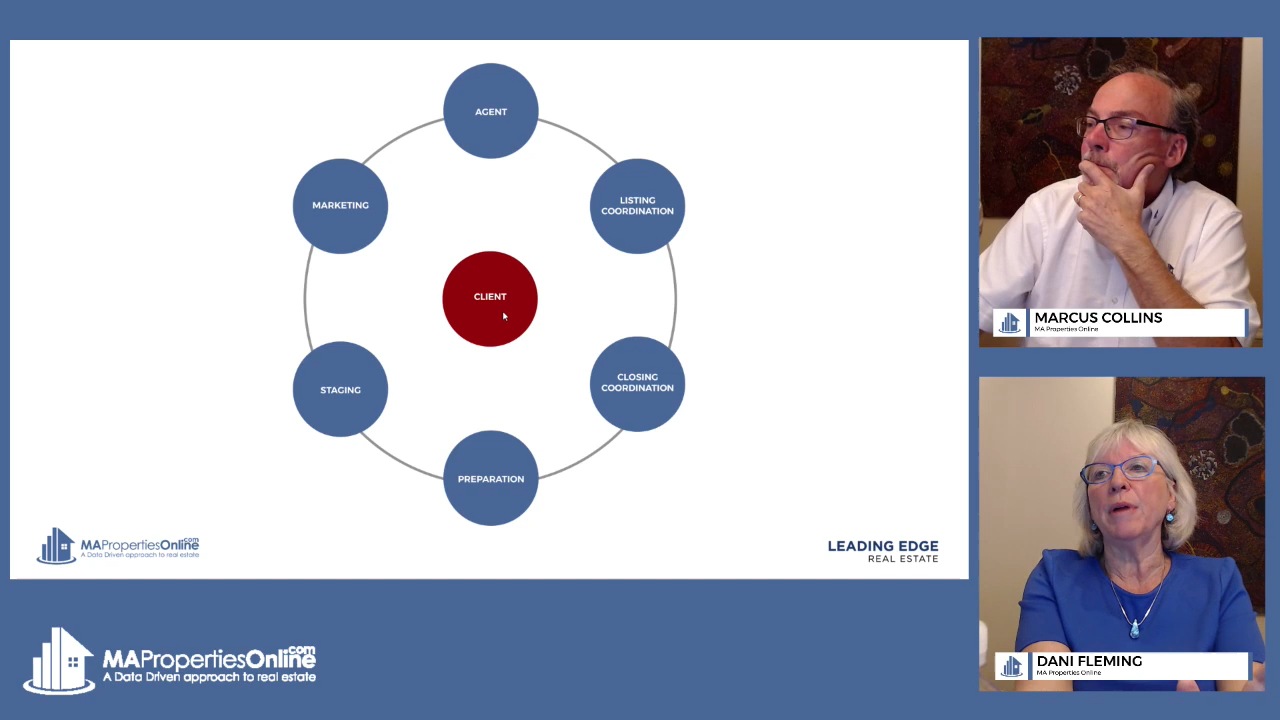 AGENT
MARKETING
LISTING
COORDINATION
CLIENT
STAGING
CLOSING
COORDINATION
PREPARATION
MAPropertiesOnline.com
A Data Driven approach to real estate
LEADING EDGE
REAL ESTATE
MARCUS COLLINS
MA Properties Online
DANI FLEMING
MA Properties Online
MAPropertiesOnline.com
A Data Driven approach to real estate